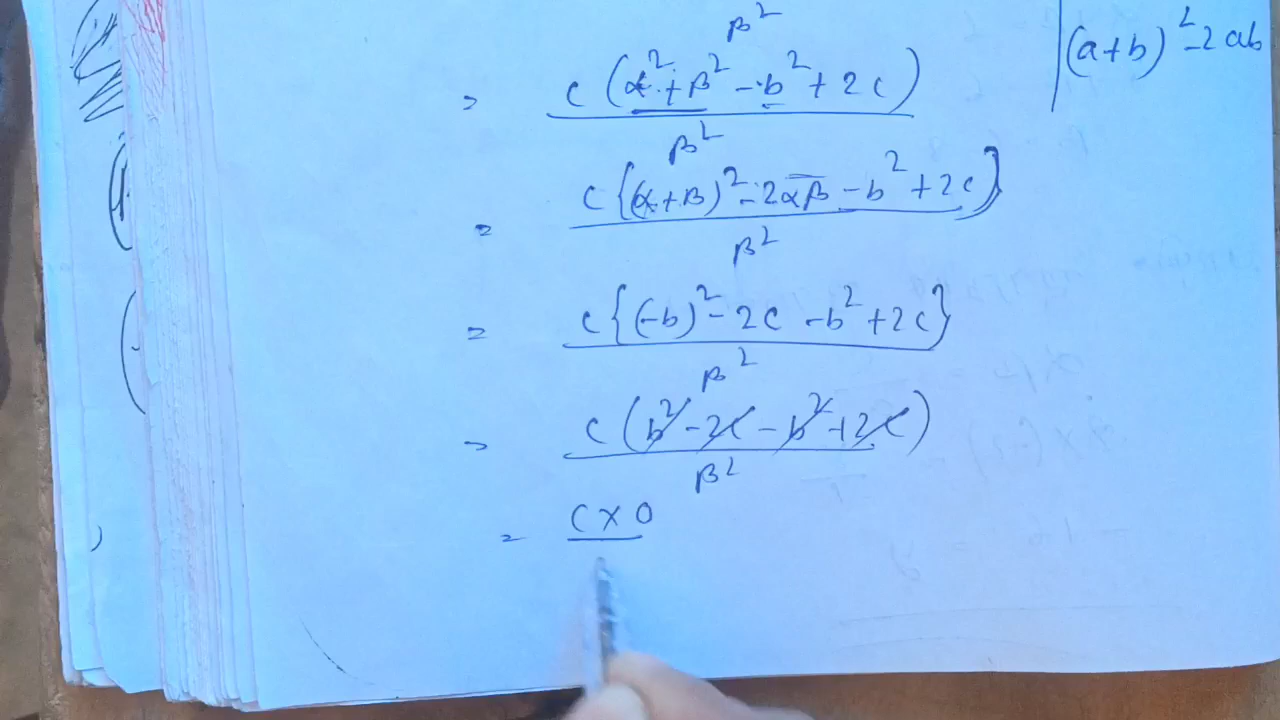 β²
(a+b)² - 2ab
= c(α² + β² - b² + 2c)
β²
= c{(α+β)² - 2αβ - b² + 2c}
β²
= c{(-b)² - 2c - b² + 2c}
β²
= c(b² - 2c - b² + 2c)
β²
= c × 0